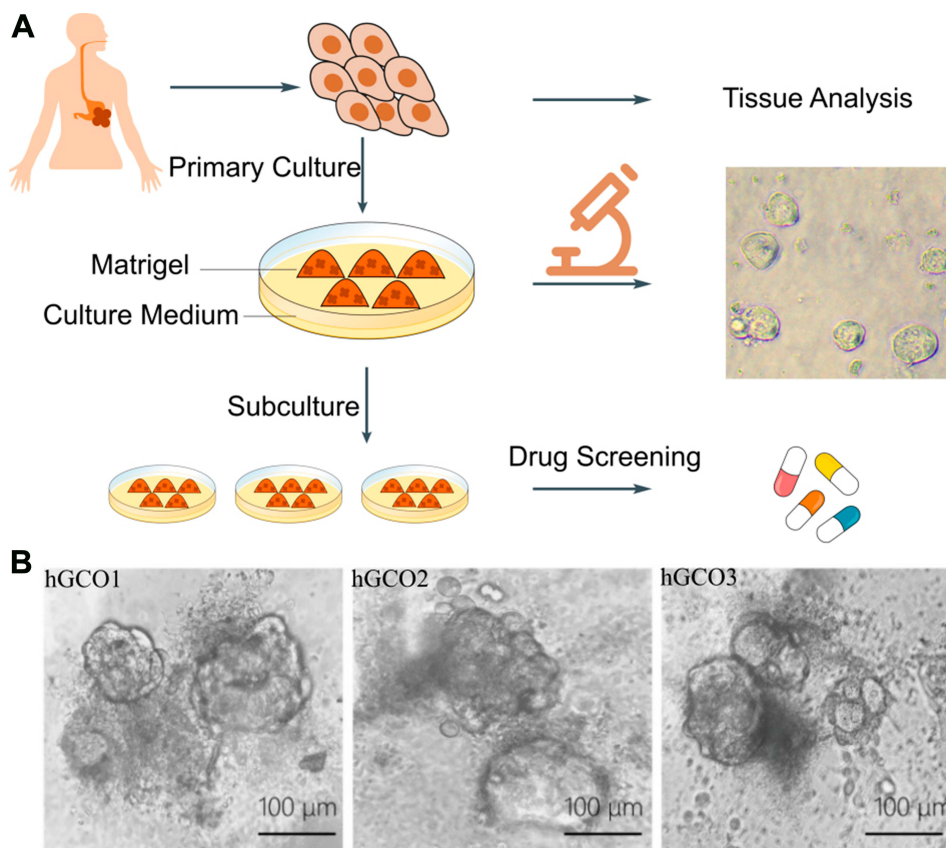 A
Tissue Analysis
Primary Culture
Matrigel
Culture Medium
Subculture
Drug Screening
B
hGCO1
hGCO2
hGCO3
100 μm
100 μm
100 μm